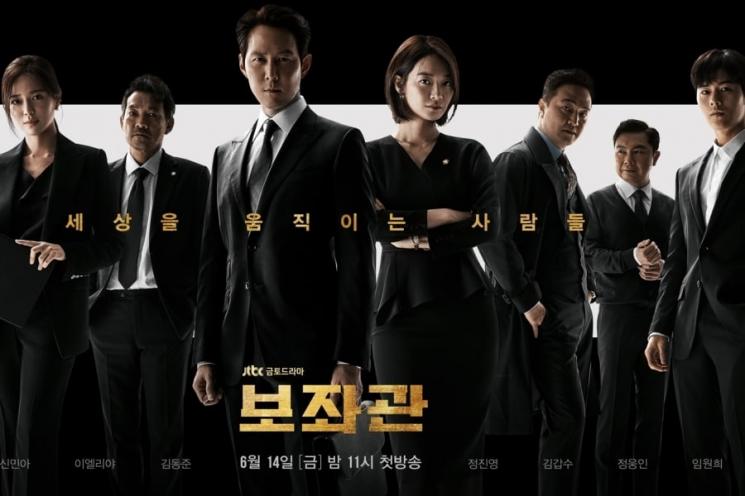 세상을 움직이는 사람들
jtbc 금토드라마
보좌관
신민아 이엘리야 김동준 정진영 김갑수 정웅인 임원희
6월 14일 [금] 밤 11시 첫방송